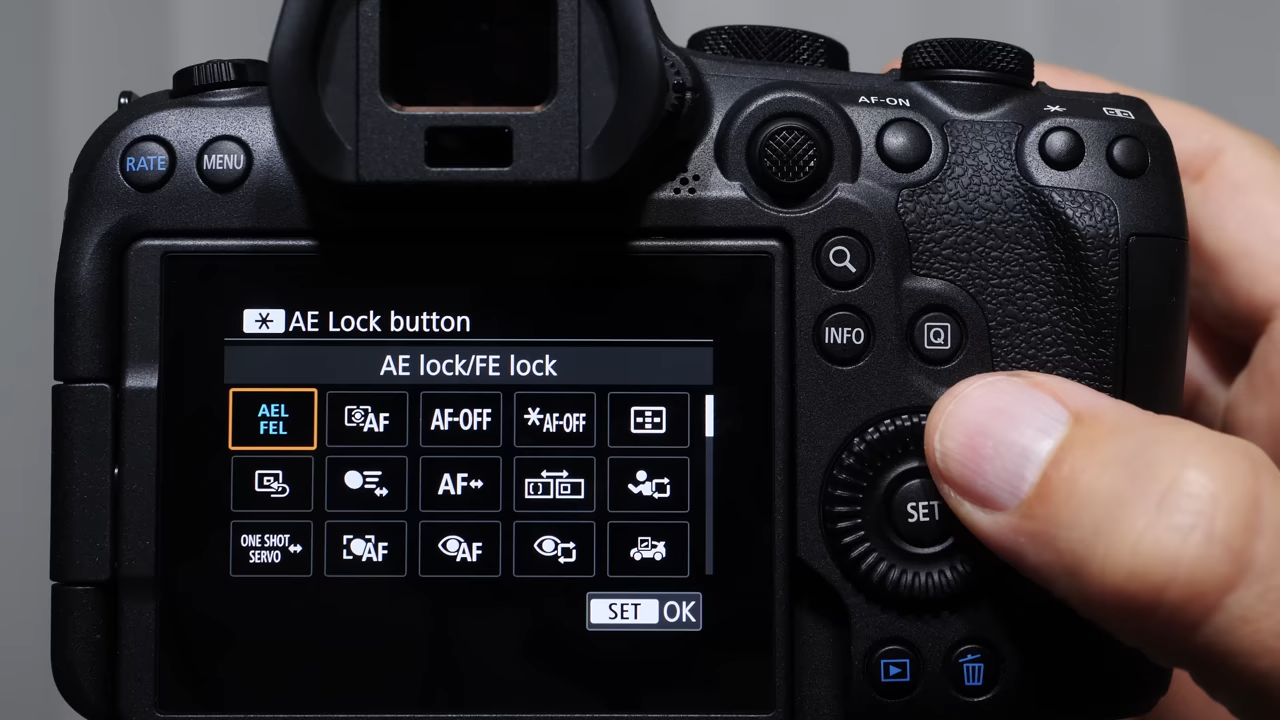 AF-ON
RATE
MENU
INFO
Q
SET
AE Lock button
AE lock/FE lock
AEL
FEL
AF
AF-OFF
AF-OFF
AF
ONE SHOT
SERVO
AF
AF
SET OK